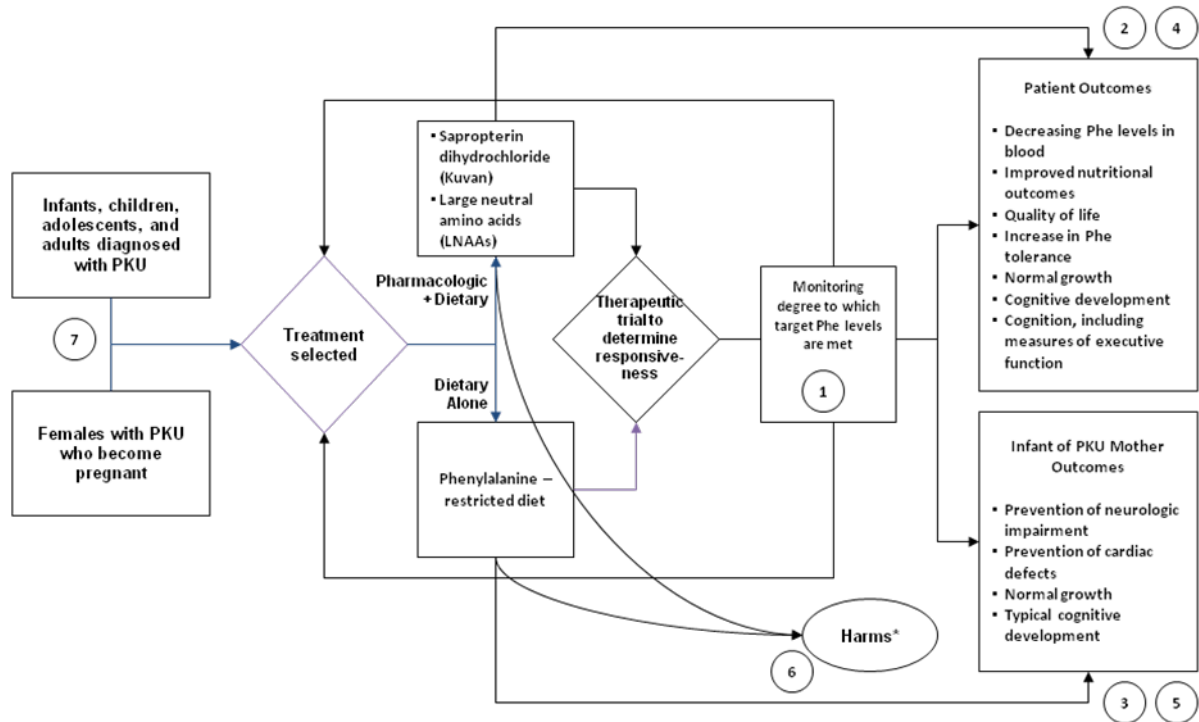 2
4
Patient Outcomes
▪ Decreasing Phe levels in
blood
▪ Improved nutritional
outcomes
▪ Quality of life
▪ Increase in Phe
tolerance
▪ Normal growth
▪ Cognitive development
▪ Cognition, including
measures of executive
function
▪ Sapropterin
dihydrochloride
(Kuvan)
▪ Large neutral
amino acids
(LNAAs)
Infants, children,
adolescents, and
adults diagnosed
with PKU
7
Females with PKU
who become
pregnant
Treatment
selected
Pharmacologic
+ Dietary
Dietary
Alone
Phenylalanine –
restricted diet
Therapeutic
trial to
determine
responsive-
ness
Monitoring
degree to which
target Phe levels
are met
1
Infant of PKU Mother
Outcomes
▪ Prevention of neurologic
impairment
▪ Prevention of cardiac
defects
▪ Normal growth
▪ Typical cognitive
development
Harms*
6
3
5